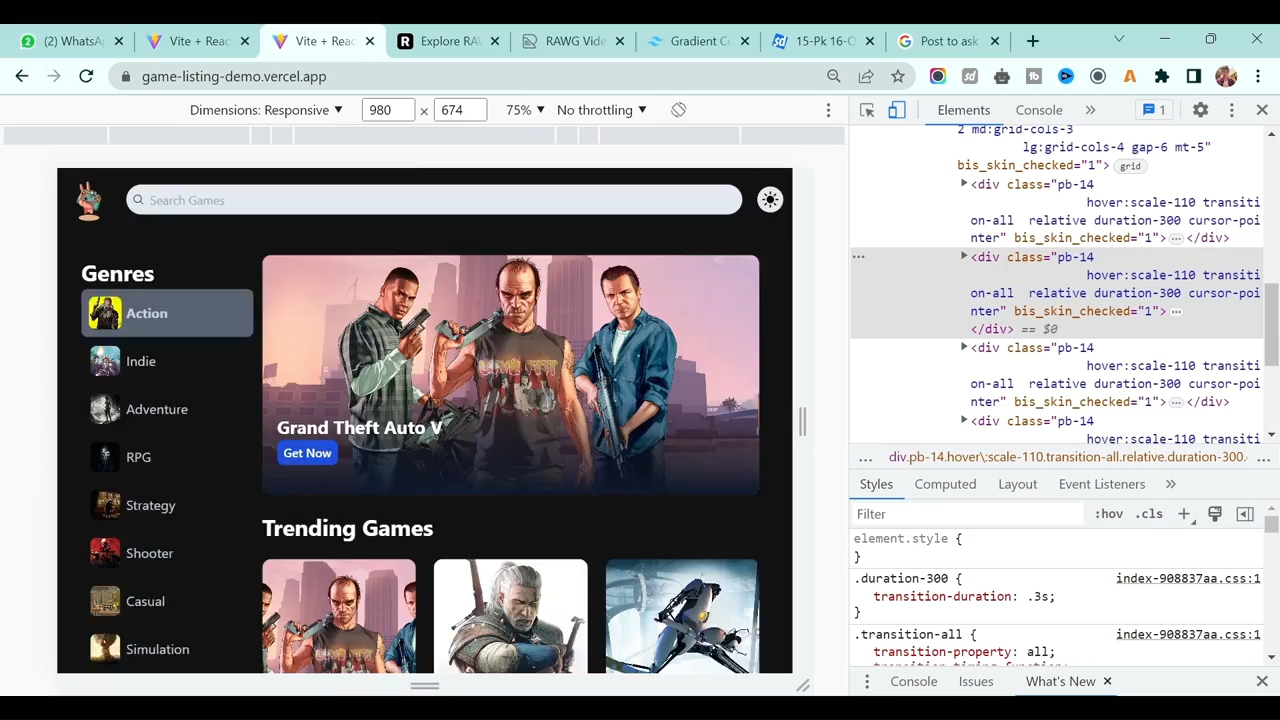 2 (2) WhatsA
Vite + Reac
Vite + Reac
R Explore RA
RAWG Vide
Gradient Co
sd 15-Pk 16-O
Post to ask
game-listing-demo.vercel.app
sd
tb
A
Dimensions: Responsive
980
×
674
75%
No throttling
Elements
Console
1
Genres
Search Games
Action
Indie
Adventure
RPG
Strategy
Shooter
Casual
Simulation
Grand Theft Auto V
Get Now
Trending Games
2 md:grid-cols-3
lg:grid-cols-4 gap-6 mt-5"
bis_skin_checked="1"> grid
<div class="pb-14
hover:scale-110 transiti
on-all relative duration-300 cursor-poi
nter" bis_skin_checked="1"> … </div>
<div class="pb-14
hover:scale-110 transiti
on-all relative duration-300 cursor-poi
nter" bis_skin_checked="1"> …
</div> == $0
<div class="pb-14
hover:scale-110 transiti
on-all relative duration-300 cursor-poi
nter" bis_skin_checked="1"> … </div>
<div class="pb-14
hover:scale-110 transiti
... div.pb-14.hover\:scale-110.transition-all.relative.duration-300. ...
Styles
Computed
Layout
Event Listeners
Filter
:hov .cls
element.style {
}
.duration-300 { index-908837aa.css:1
transition-duration: .3s;
}
.transition-all { index-908837aa.css:1
transition-property: all;
Console
Issues
What's New